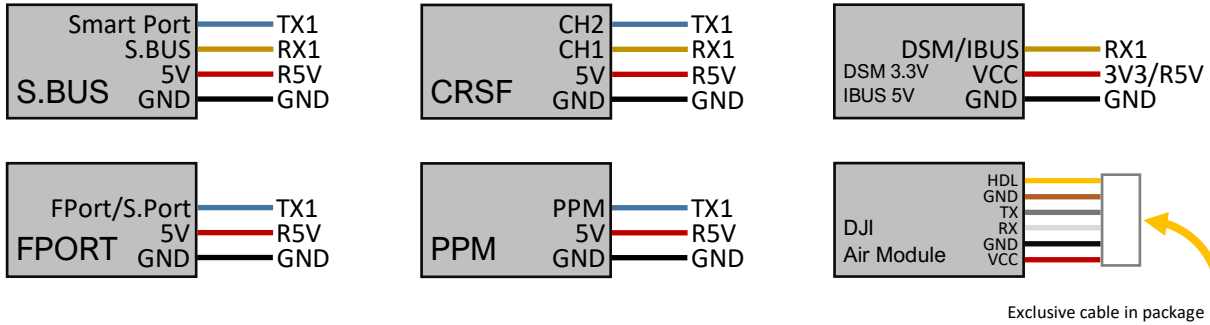 Smart Port TX1
S.BUS RX1
5V R5V
GND GND
S.BUS
CH2 TX1
CH1 RX1
5V R5V
GND GND
CRSF
DSM/IBUS RX1
DSM 3.3V VCC 3V3/R5V
IBUS 5V GND GND
FPort/S.Port TX1
5V R5V
GND GND
FPORT
PPM TX1
5V R5V
GND GND
PPM
HDL
GND
TX
RX
GND
VCC
DJI
Air Module
Exclusive cable in package